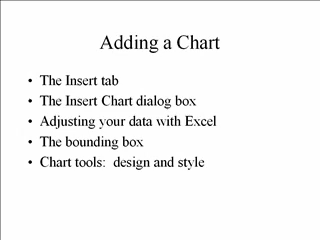 Adding a Chart
• The Insert tab
• The Insert Chart dialog box
• Adjusting your data with Excel
• The bounding box
• Chart tools:  design and style